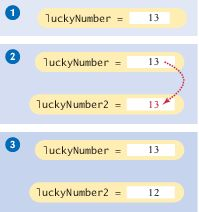 1 luckyNumber = 13
2 luckyNumber = 13
luckyNumber2 = 13
3 luckyNumber = 13
luckyNumber2 = 12